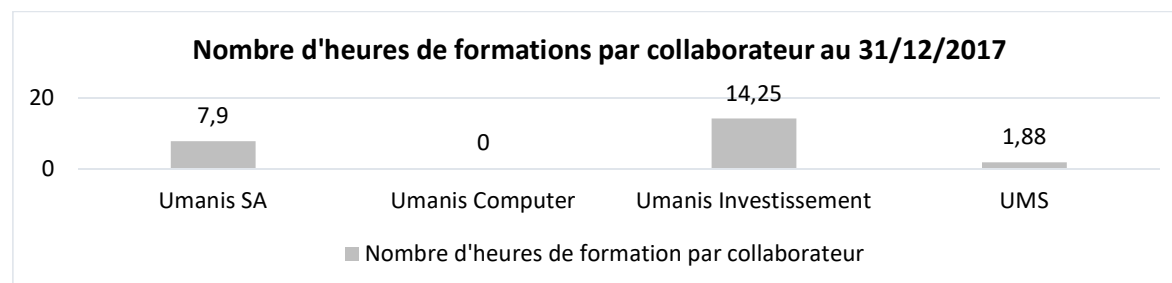 Nombre d'heures de formations par collaborateur au 31/12/2017
20
0
7,9
0
14,25
1,88
Umanis SA
Umanis Computer
Umanis Investissement
UMS
Nombre d'heures de formation par collaborateur